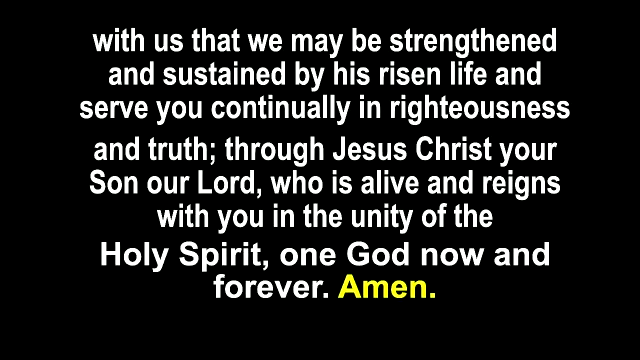 with us that we may be strengthened
and sustained by his risen life and
serve you continually in righteousness
and truth; through Jesus Christ your
Son our Lord, who is alive and reigns
with you in the unity of the
Holy Spirit, one God now and
forever. Amen.